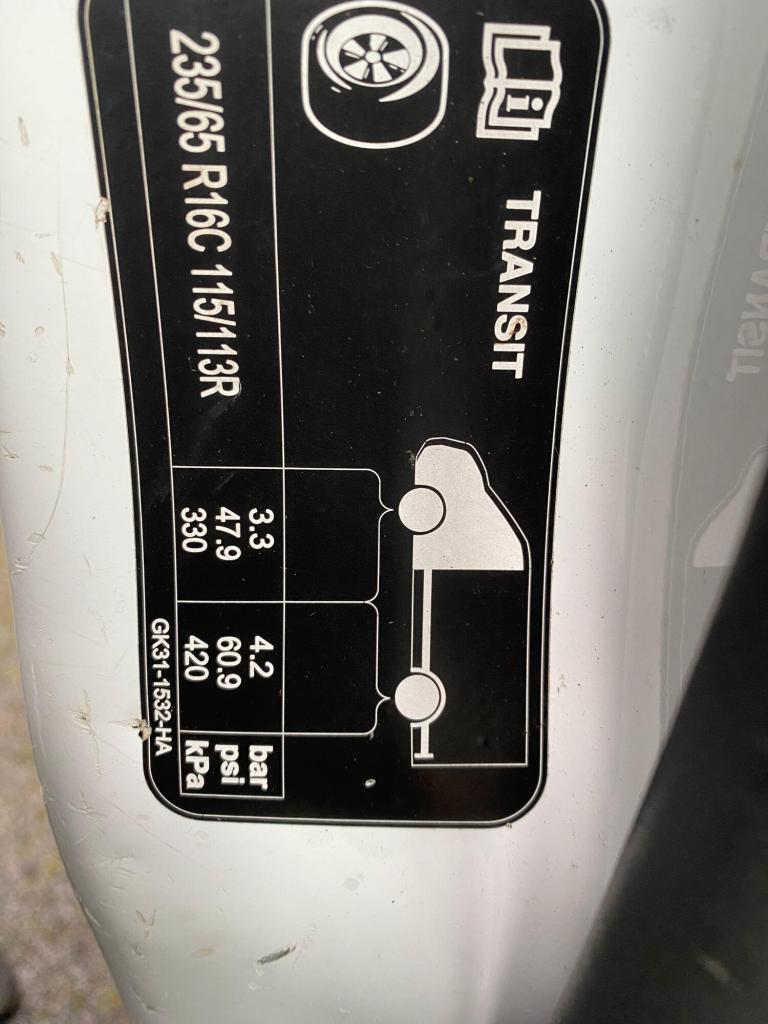 TRANSIT
235/65 R16C 115/113R
3.3 4.2 bar
47.9 60.9 psi
330 420 kPa
GK31-1532-HA